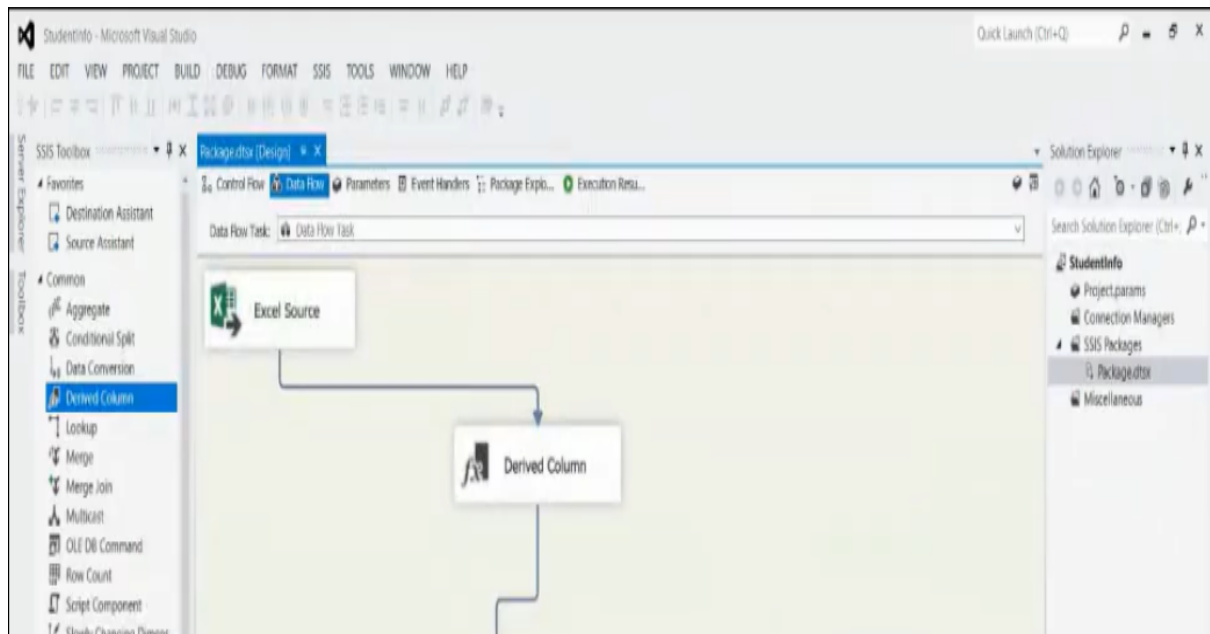 StudentInfo - Microsoft Visual Studio
Quick Launch (Ctrl+Q)
FILE EDIT VIEW PROJECT BUILD DEBUG FORMAT SSIS TOOLS WINDOW HELP
Server Explorer
Toolbox
SSIS Toolbox
Favorites
Destination Assistant
Source Assistant
Common
Aggregate
Conditional Split
Data Conversion
Derived Column
Lookup
Merge
Merge Join
Multicast
OLE DB Command
Row Count
Script Component
Slowly Changing Dimens...
Package.dtsx [Design]
Control Flow Data Flow Parameters Event Handlers Package Explo... Execution Resu...
Data Flow Task: Data Flow Task
Excel Source
Derived Column
Solution Explorer
Search Solution Explorer (Ctrl+;
StudentInfo
Project.params
Connection Managers
SSIS Packages
Package.dtsx
Miscellaneous